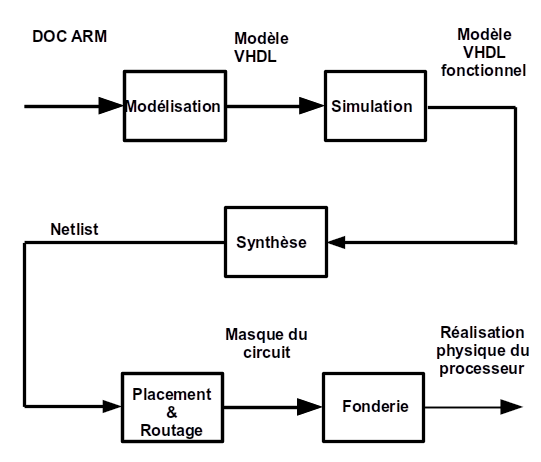 DOC ARM
Modèle
VHDL
Modèle
VHDL
fonctionnel
Modélisation
Simulation
Netlist
Synthèse
Masque du
circuit
Réalisation
physique du
processeur
Placement
&
Routage
Fonderie